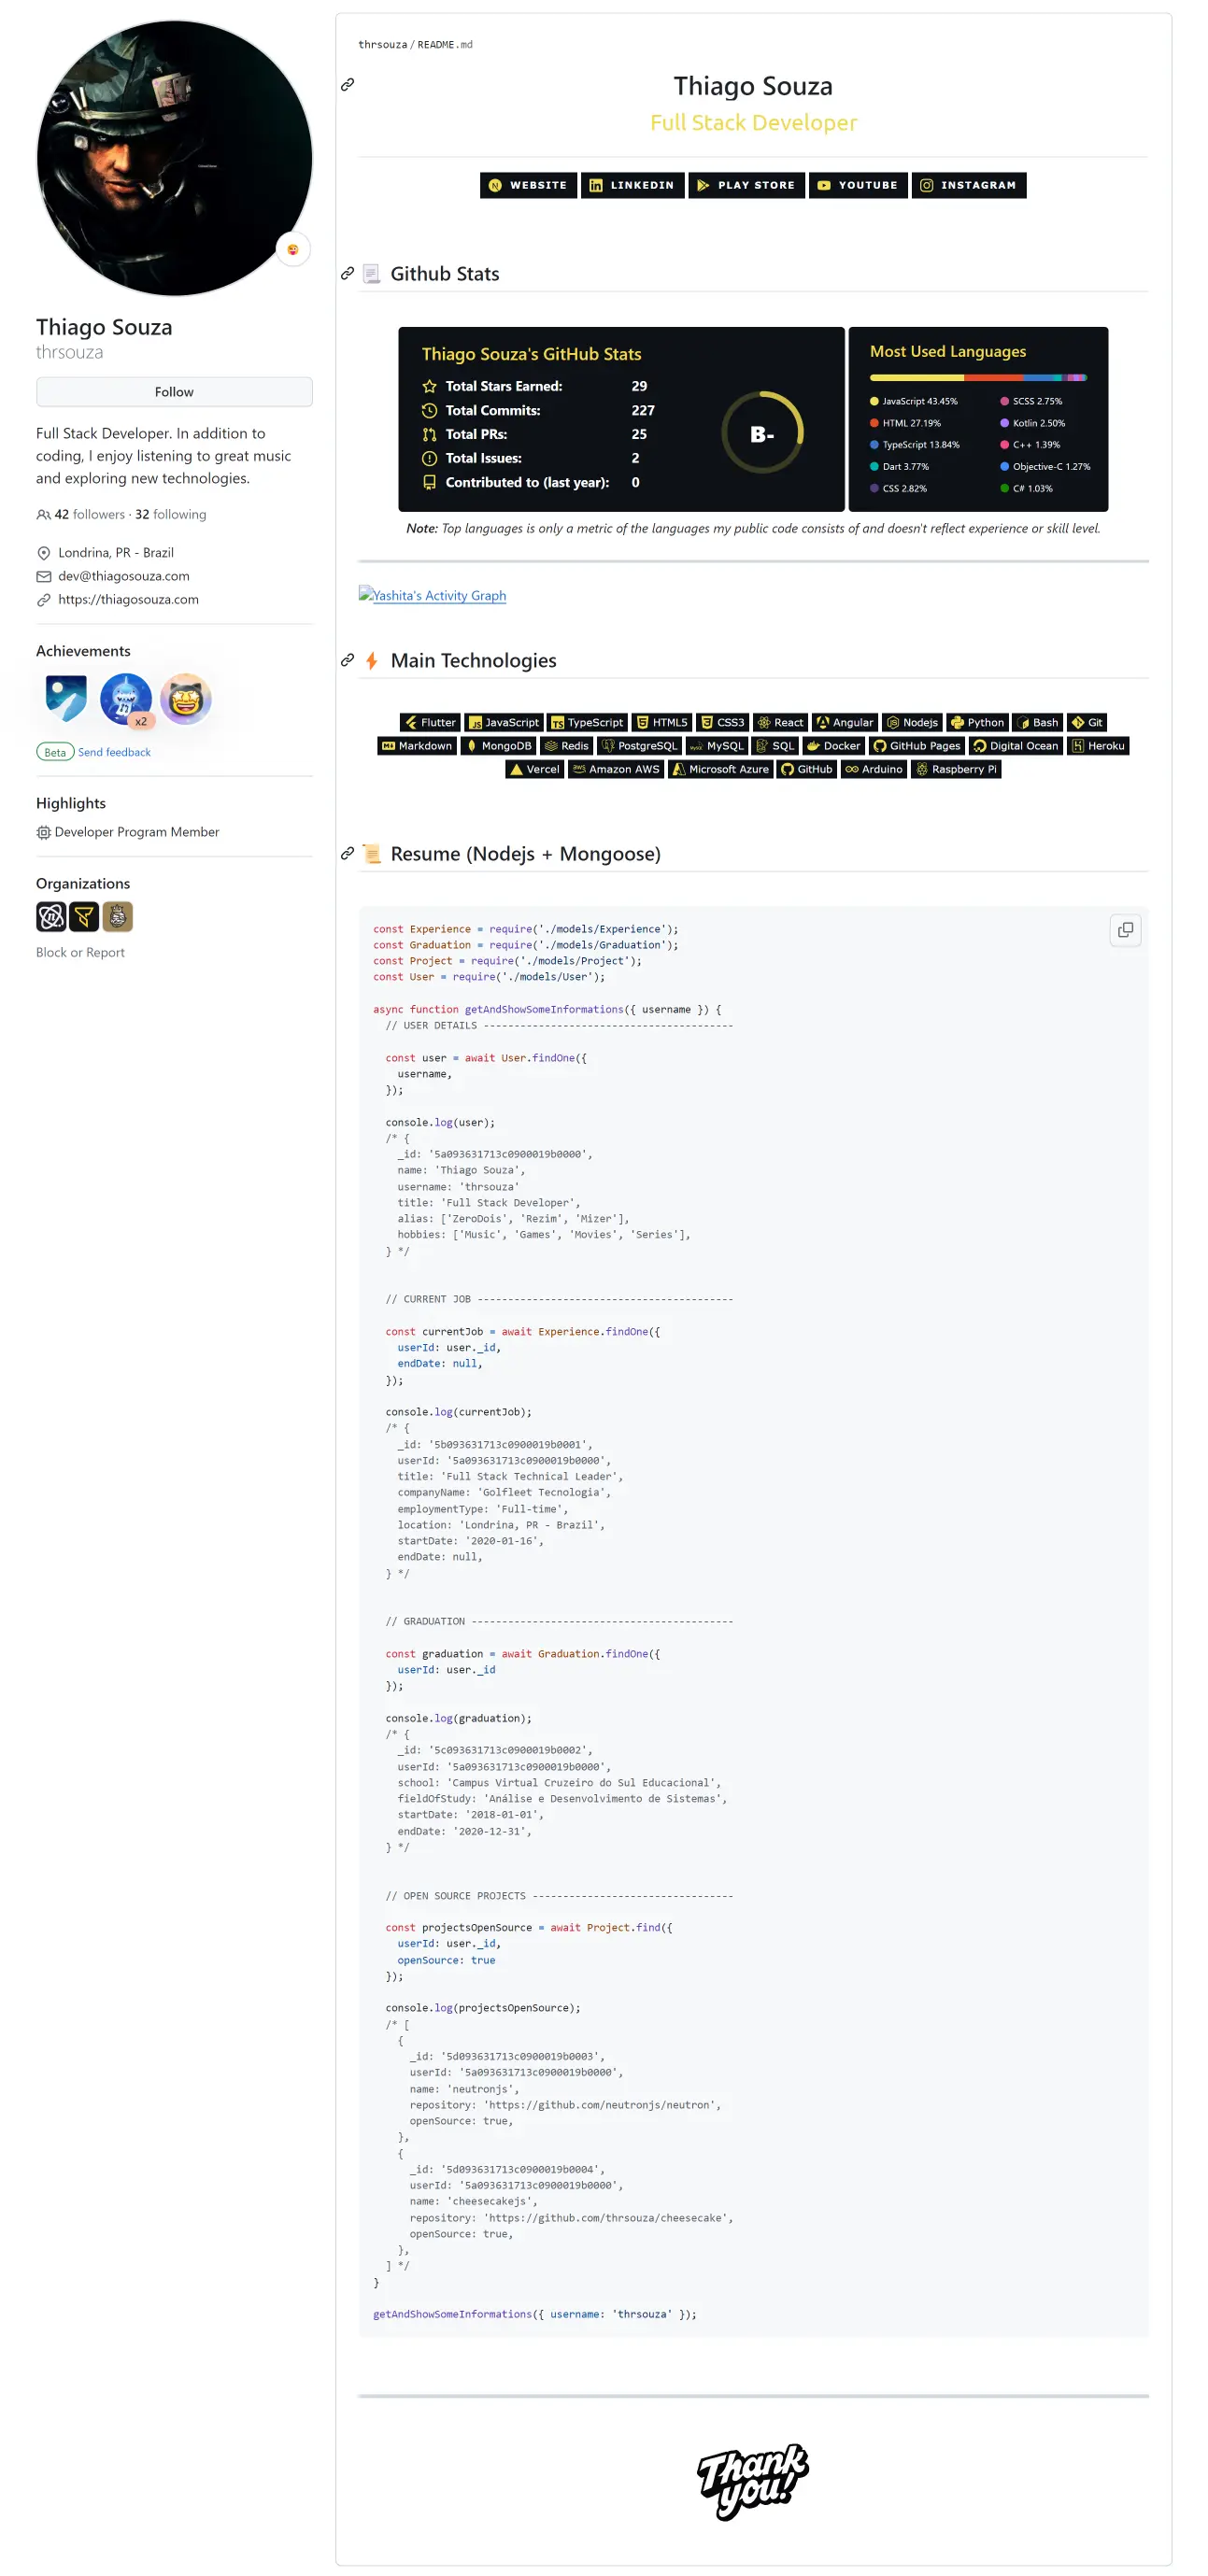 Thiago Souza
thrsouza
Follow
Full Stack Developer. In addition to
coding, I enjoy listening to great music
and exploring new technologies.
42 followers · 32 following
Londrina, PR - Brazil
dev@thiagosouza.com
https://thiagosouza.com
Achievements
x2
Beta Send feedback
Highlights
Developer Program Member
Organizations
Block or Report
thrsouza / README.md
Thiago Souza
Full Stack Developer
WEBSITE LINKEDIN PLAY STORE YOUTUBE INSTAGRAM
Github Stats
Thiago Souza's GitHub Stats
Total Stars Earned: 29
Total Commits: 227
Total PRs: 25
Total Issues: 2
Contributed to (last year): 0
B-
Most Used Languages
JavaScript 43.45% SCSS 2.75%
HTML 27.19% Kotlin 2.50%
TypeScript 13.84% C++ 1.39%
Dart 3.77% Objective-C 1.27%
CSS 2.82% C# 1.03%
Note: Top languages is only a metric of the languages my public code consists of and doesn't reflect experience or skill level.
Yashita's Activity Graph
Main Technologies
Flutter JavaScript TypeScript HTML5 CSS3 React Angular Nodejs Python Bash Git
Markdown MongoDB Redis PostgreSQL MySQL SQL Docker GitHub Pages Digital Ocean Heroku
Vercel Amazon AWS Microsoft Azure GitHub Arduino Raspberry Pi
Resume (Nodejs + Mongoose)
const Experience = require('./models/Experience');
const Graduation = require('./models/Graduation');
const Project = require('./models/Project');
const User = require('./models/User');
async function getAndShowSomeInformations({ username }) {
// USER DETAILS -----------------------------------------
const user = await User.findOne({
username,
});
console.log(user);
/* {
_id: '5a093631713c0900019b0000',
name: 'Thiago Souza',
username: 'thrsouza'
title: 'Full Stack Developer',
alias: ['ZeroDois', 'Rezim', 'Mizer'],
hobbies: ['Music', 'Games', 'Movies', 'Series'],
} */
// CURRENT JOB ------------------------------------------
const currentJob = await Experience.findOne({
userId: user._id,
endDate: null,
});
console.log(currentJob);
/* {
_id: '5b093631713c0900019b0001',
userId: '5a093631713c0900019b0000',
title: 'Full Stack Technical Leader',
companyName: 'Golfleet Tecnologia',
employmentType: 'Full-time',
location: 'Londrina, PR - Brazil',
startDate: '2020-01-16',
endDate: null,
} */
// GRADUATION -------------------------------------------
const graduation = await Graduation.findOne({
userId: user._id
});
console.log(graduation);
/* {
_id: '5c093631713c0900019b0002',
userId: '5a093631713c0900019b0000',
school: 'Campus Virtual Cruzeiro do Sul Educacional',
fieldOfStudy: 'Análise e Desenvolvimento de Sistemas',
startDate: '2018-01-01',
endDate: '2020-12-31',
} */
// OPEN SOURCE PROJECTS ---------------------------------
const projectsOpenSource = await Project.find({
userId: user._id,
openSource: true
});
console.log(projectsOpenSource);
/* [
{
_id: '5d093631713c0900019b0003',
userId: '5a093631713c0900019b0000',
name: 'neutronjs',
repository: 'https://github.com/neutronjs/neutron',
openSource: true,
},
{
_id: '5d093631713c0900019b0004',
userId: '5a093631713c0900019b0000',
name: 'cheesecakejs',
repository: 'https://github.com/thrsouza/cheesecake',
openSource: true,
},
] */
}
getAndShowSomeInformations({ username: 'thrsouza' });
Thank
you!